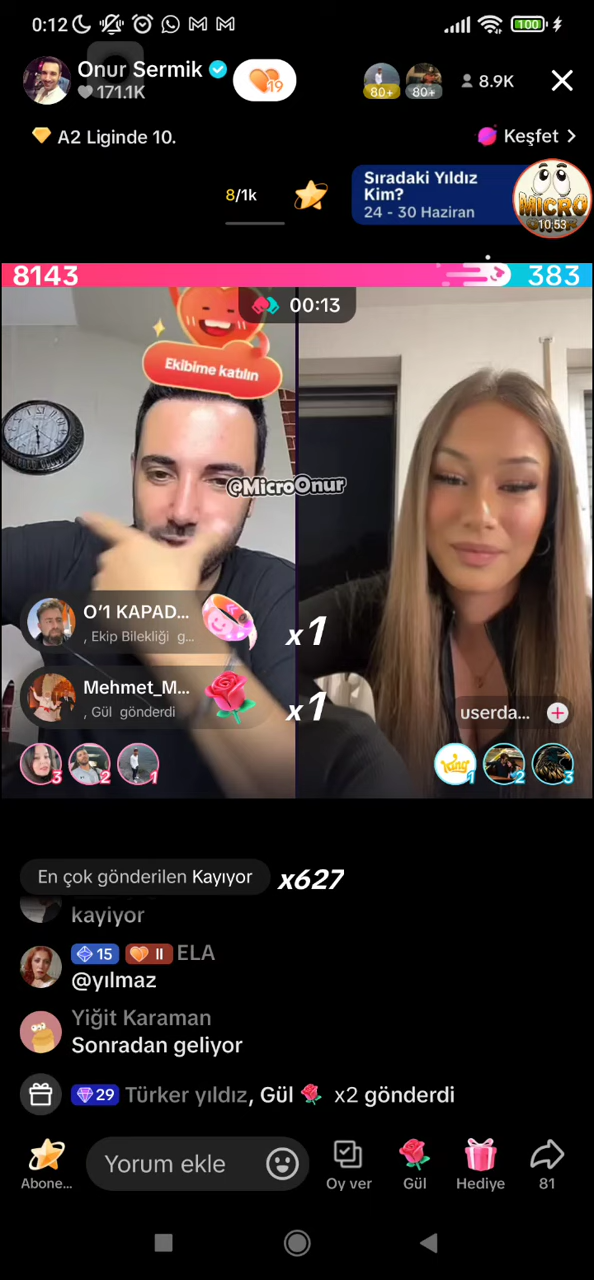 0:12
100
Onur Sermik
171.1K
19
80+
80+
8.9K
A2 Liginde 10.
Keşfet
8/1k
Sıradaki Yıldız
Kim?
24 - 30 Haziran
MICRO
10:53
8143
383
00:13
Ekibime katılın
@MicroOnur
O'1 KAPAD...
, Ekip Bilekliği g...
x1
Mehmet_M...
, Gül gönderdi
x1
userda...
3
2
1
King
1
2
3
En çok gönderilen Kayıyor
x627
kayiyor
15
II
ELA
@yılmaz
Yiğit Karaman
Sonradan geliyor
29
Türker yıldız, Gül x2 gönderdi
Yorum ekle
Abone...
Oy ver
Gül
Hediye
81